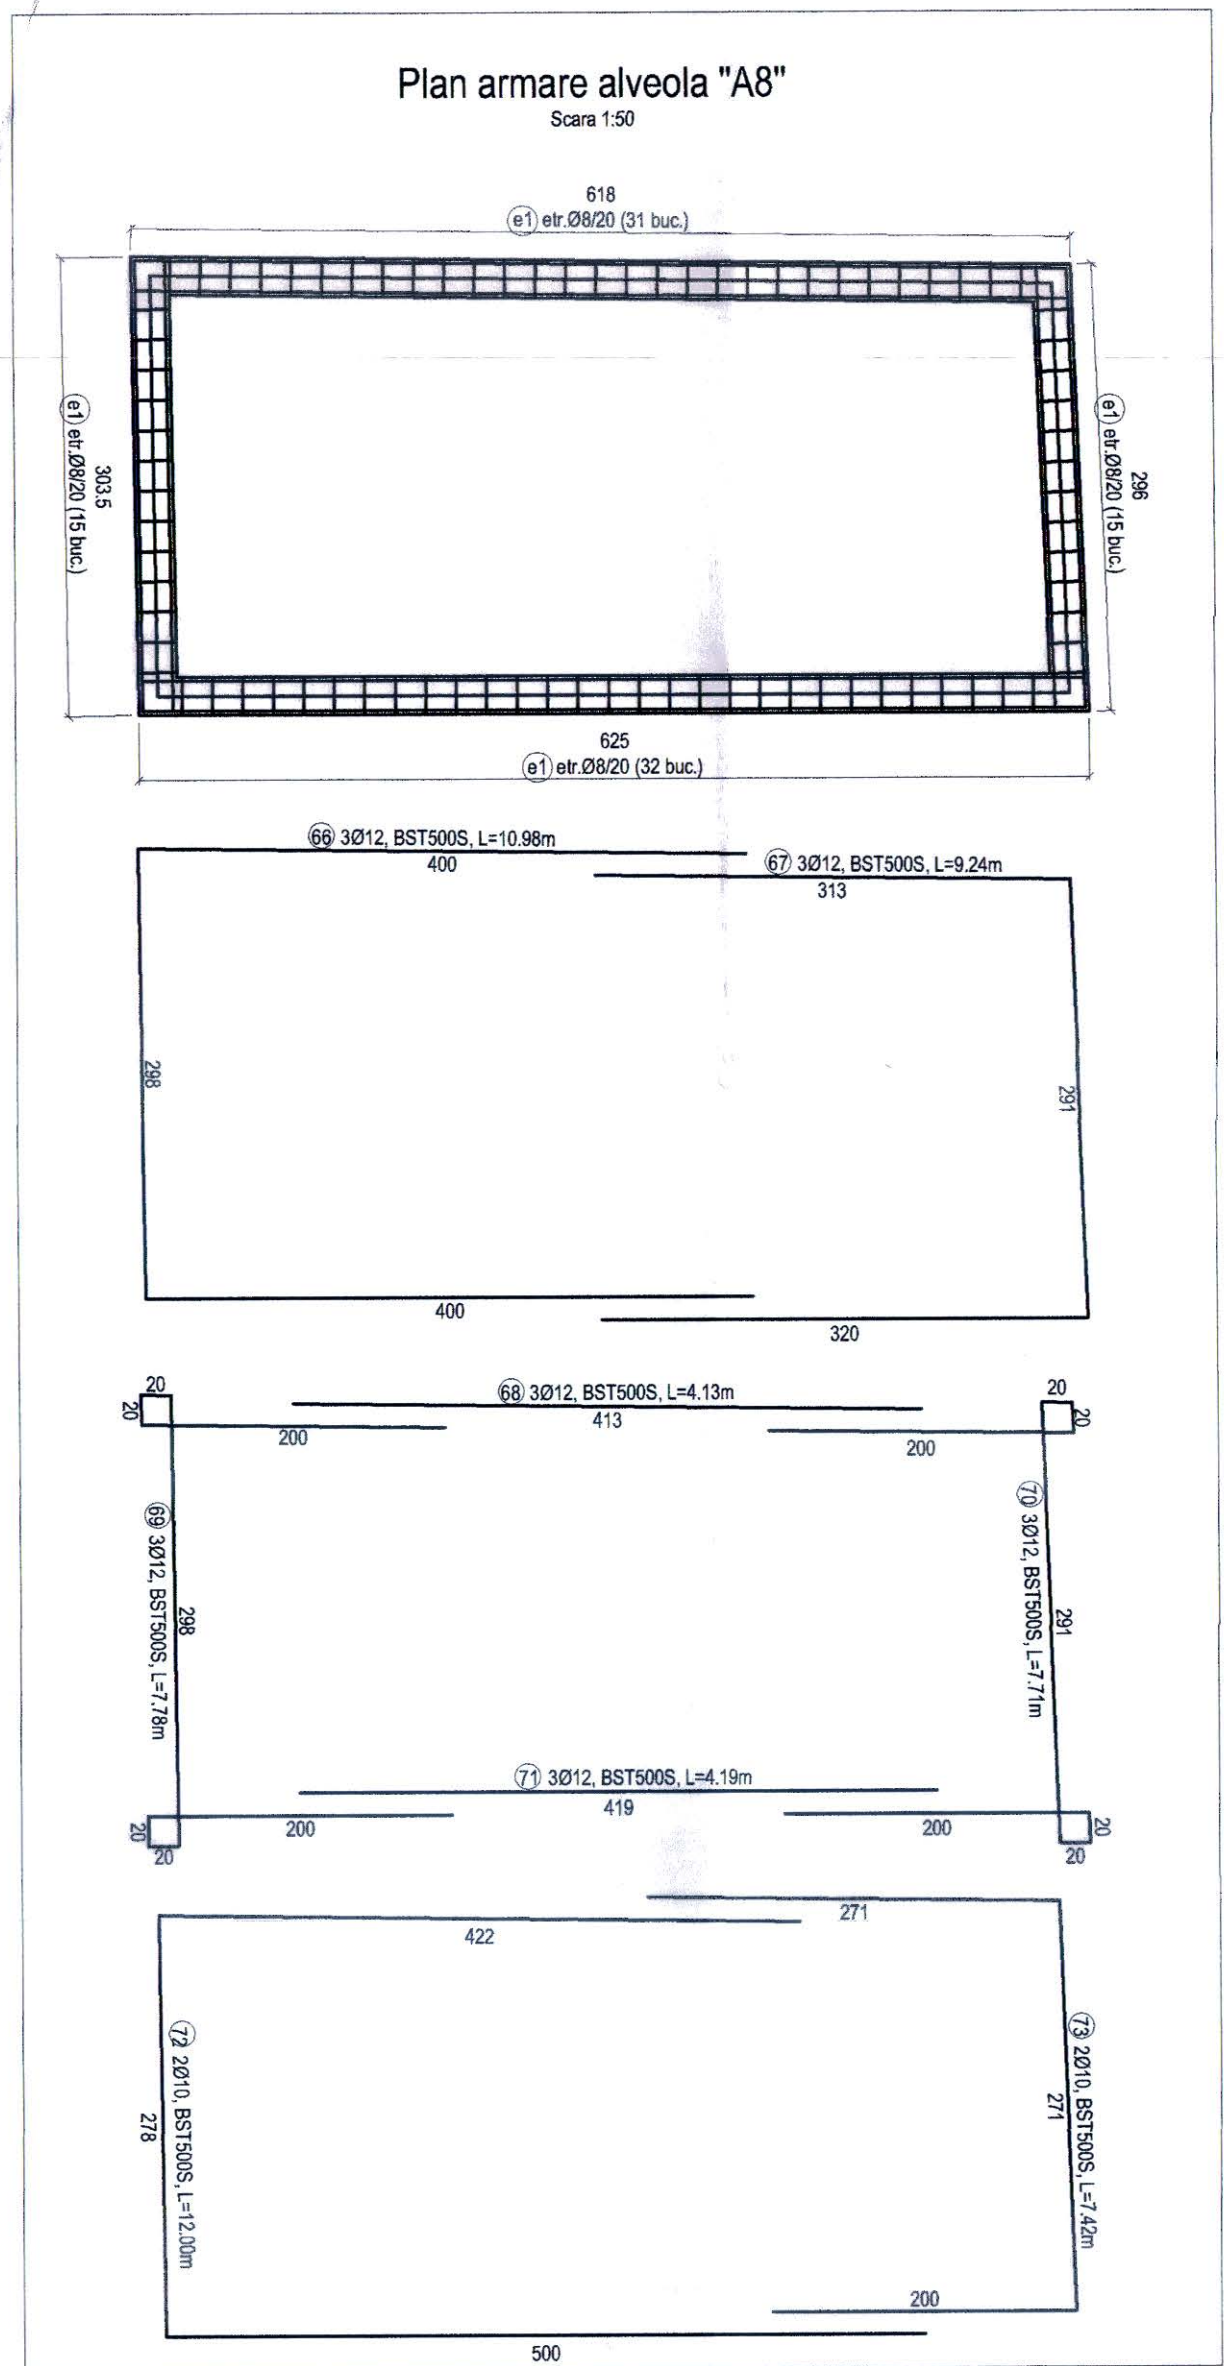 Plan armare alveola "A8"
Scara 1:50
618
e1 etr.Ø8/20 (31 buc.)
e1 etr.Ø8/20 (15 buc.)
303.5
296
e1 etr.Ø8/20 (15 buc.)
625
e1 etr.Ø8/20 (32 buc.)
66 3Ø12, BST500S, L=10.98m
400
67 3Ø12, BST500S, L=9.24m
313
298
291
400
320
20
20
68 3Ø12, BST500S, L=4.13m
413
20
20
200
200
69 3Ø12, BST500S, L=7.78m
298
70 3Ø12, BST500S, L=7.71m
291
71 3Ø12, BST500S, L=4.19m
419
20
20
200
200
20
20
271
422
72 2Ø10, BST500S, L=12.00m
278
73 2Ø10, BST500S, L=7.42m
271
200
500